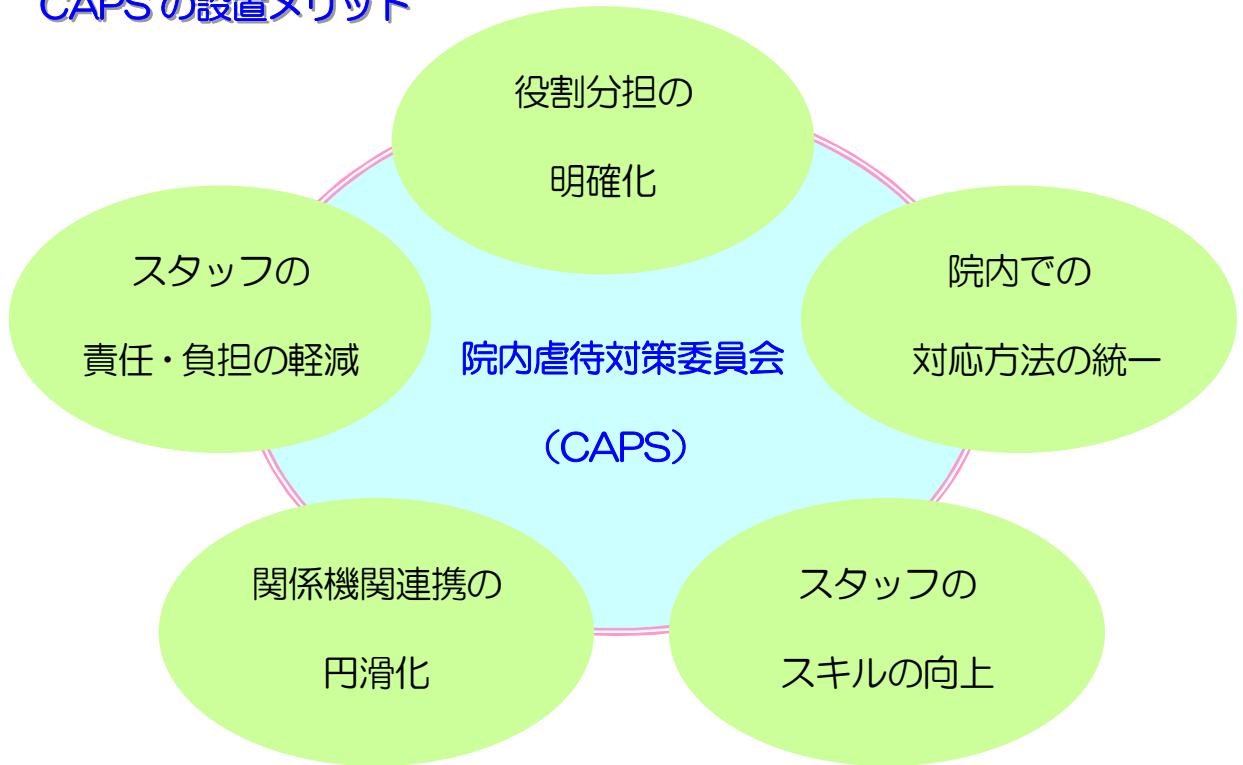 CAPSの設置メリット
役割分担の
明確化
スタッフの
責任・負担の軽減
院内での
対応方法の統一
院内虐待対策委員会
（CAPS）
関係機関連携の
円滑化
スタッフの
スキルの向上